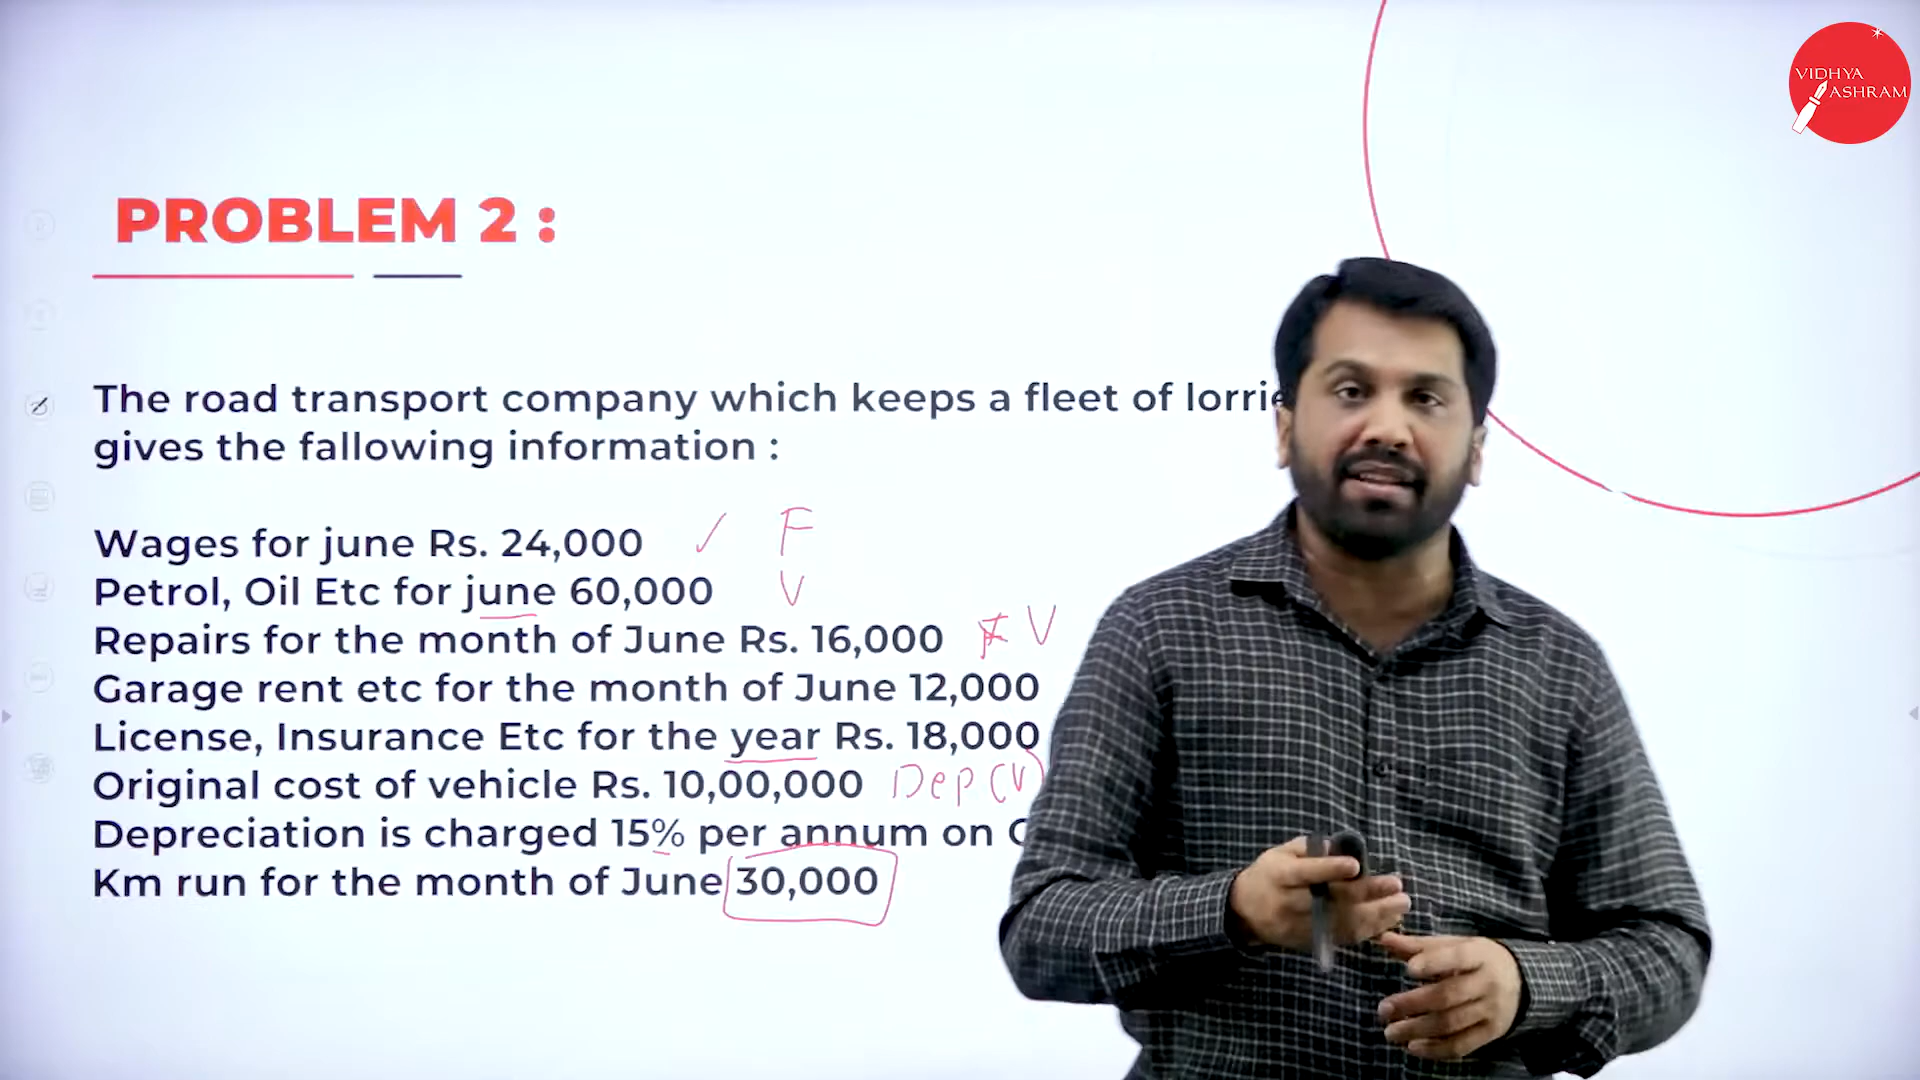 VIDHYA
ASHRAM
PROBLEM 2 :
The road transport company which keeps a fleet of
gives the fallowing information :
Wages for june Rs. 24,000 ✓ F
Petrol, Oil Etc for june 60,000 V
Repairs for the month of June Rs. 16,000 V
Garage rent etc for the month of June 12,000
License, Insurance Etc for the year Rs. 18,000
Original cost of vehicle Rs. 10,00,000 Dep (V)
Depreciation is charged 15% per annum on
Km run for the month of June 30,000